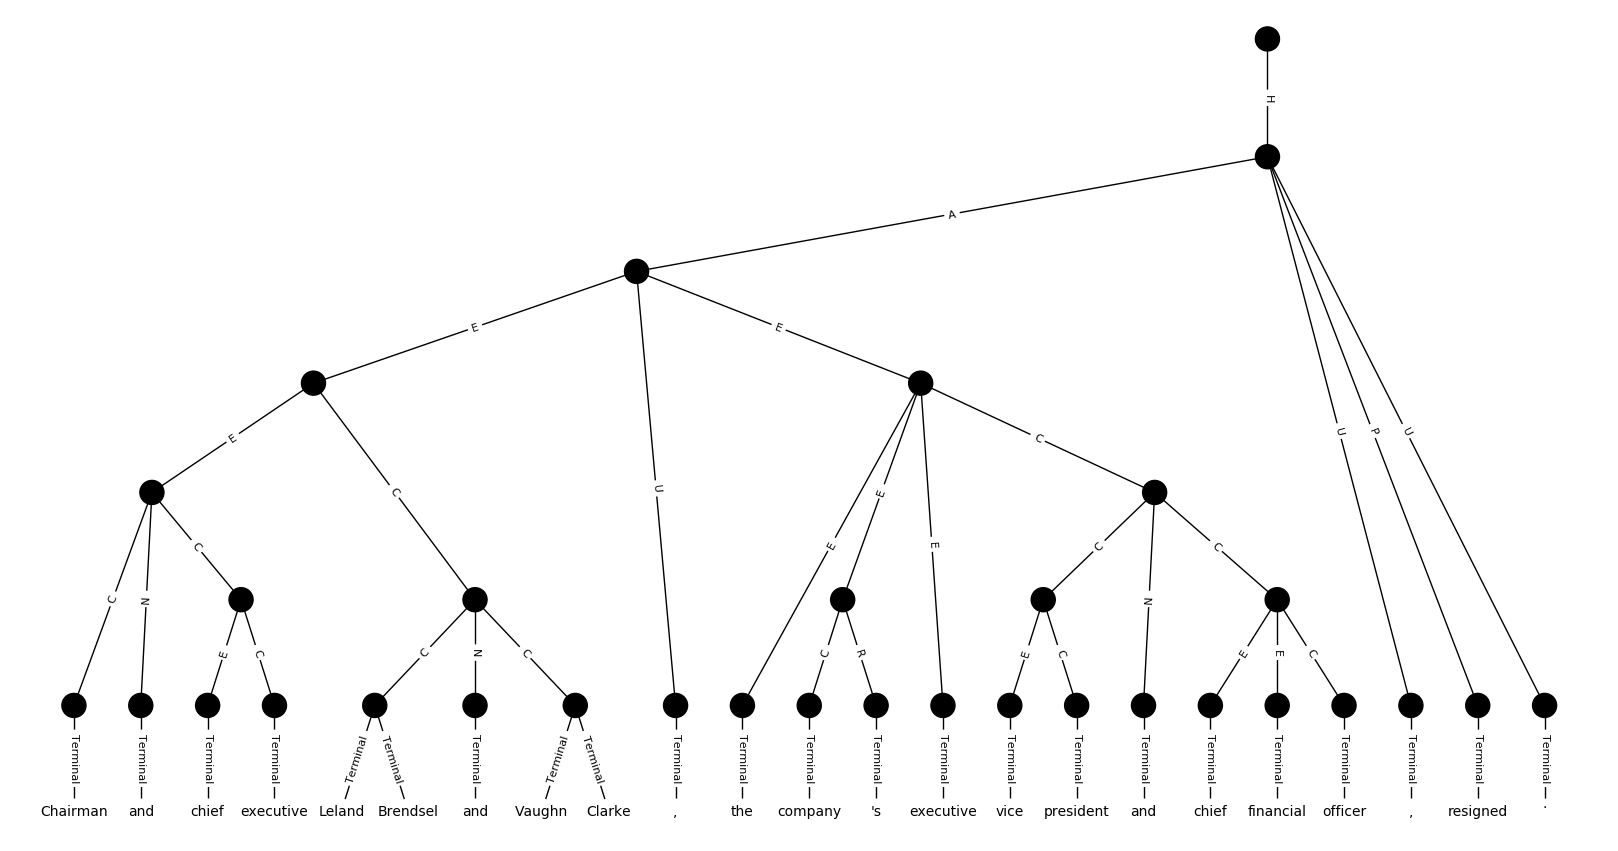 H
A
E E
E C C
U U P U
E E E
C N C C N C
E C C N C C R E C E E C
Terminal Terminal Terminal Terminal Terminal Terminal Terminal Terminal Terminal Terminal Terminal Terminal Terminal Terminal Terminal Terminal Terminal Terminal Terminal Terminal Terminal Terminal Terminal
Chairman and chief executive Leland Brendsel and Vaughn Clarke , the company 's executive vice president and chief financial officer , resigned .